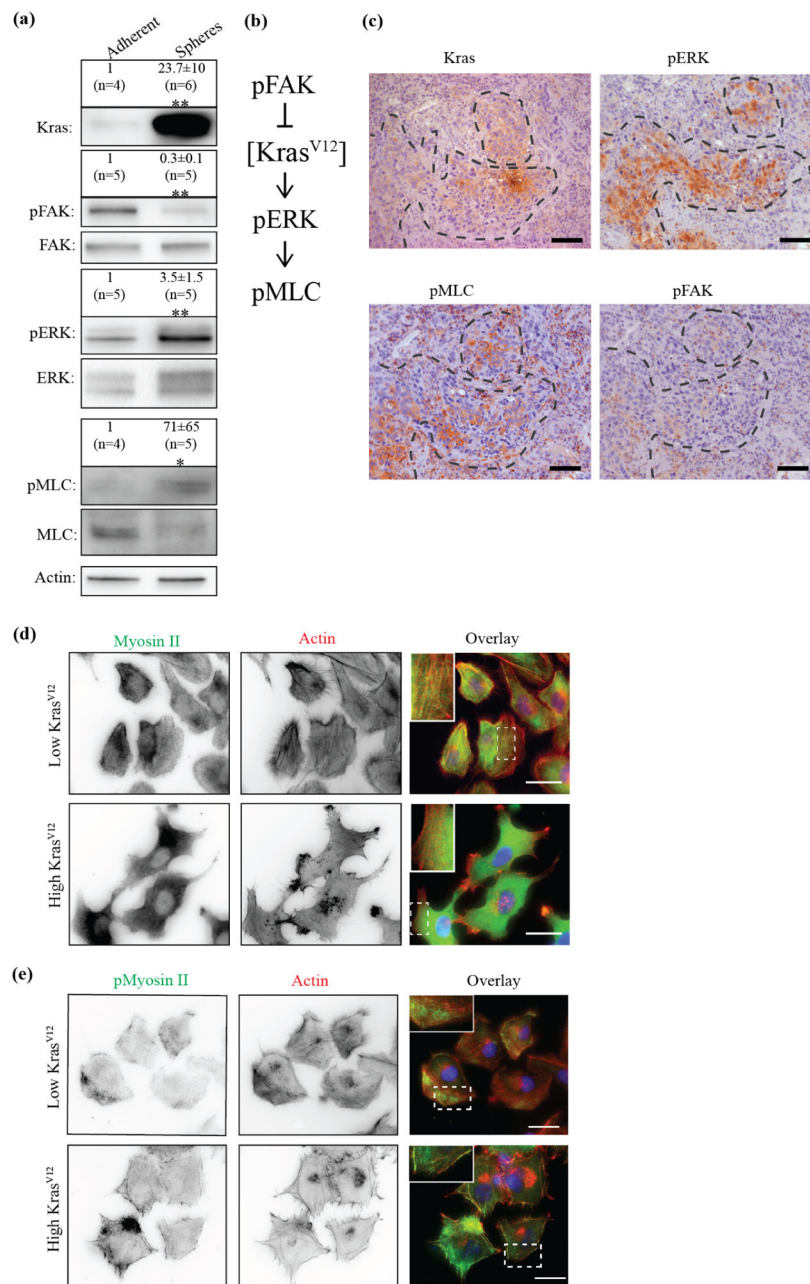 (a)
Adherent Spheres
1 23.7±10
(n=4) (n=6)
**
Kras:
1 0.3±0.1
(n=5) (n=5)
**
pFAK:
FAK:
1 3.5±1.5
(n=5) (n=5)
**
pERK:
ERK:
1 71±65
(n=4) (n=5)
*
pMLC:
MLC:
Actin:
(b)
pFAK
[Kras^V12]
pERK
pMLC
(c)
Kras pERK
pMLC pFAK
(d)
Myosin II Actin Overlay
Low Kras^V12
High Kras^V12
(e)
pMyosin II Actin Overlay
Low Kras^V12
High Kras^V12